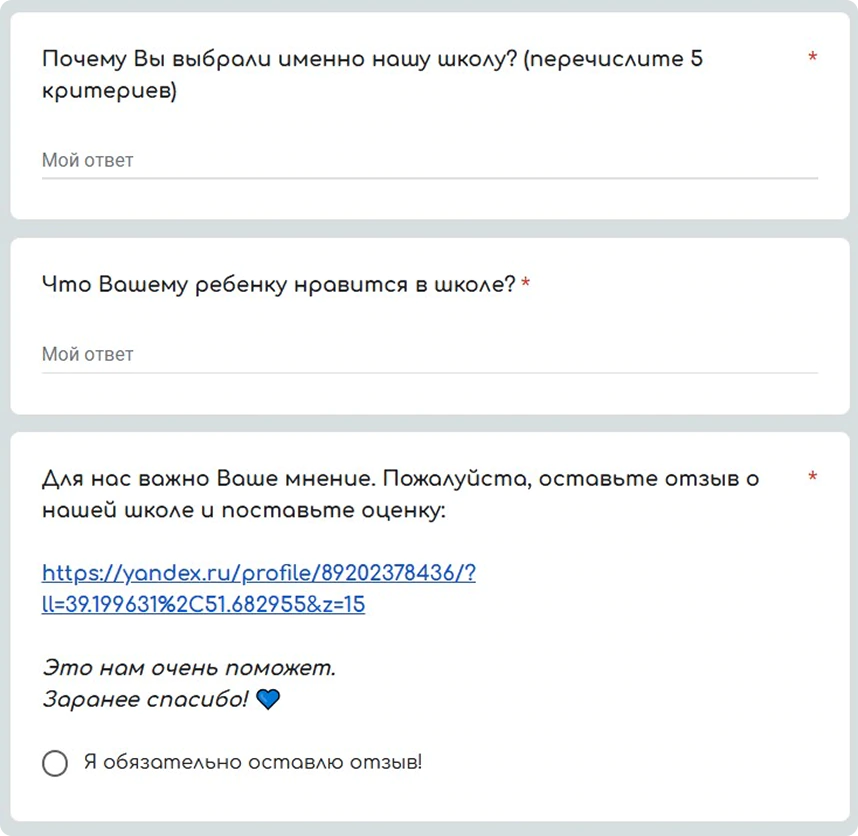 Почему Вы выбрали именно нашу школу? (перечислите 5 *
критериев)
Мой ответ
Что Вашему ребенку нравится в школе? *
Мой ответ
Для нас важно Ваше мнение. Пожалуйста, оставьте отзыв о *
нашей школе и поставьте оценку:
https://yandex.ru/profile/89202378436/?
ll=39.199631%2C51.682955&z=15
Это нам очень поможет.
Заранее спасибо! 💙
Я обязательно оставлю отзыв!